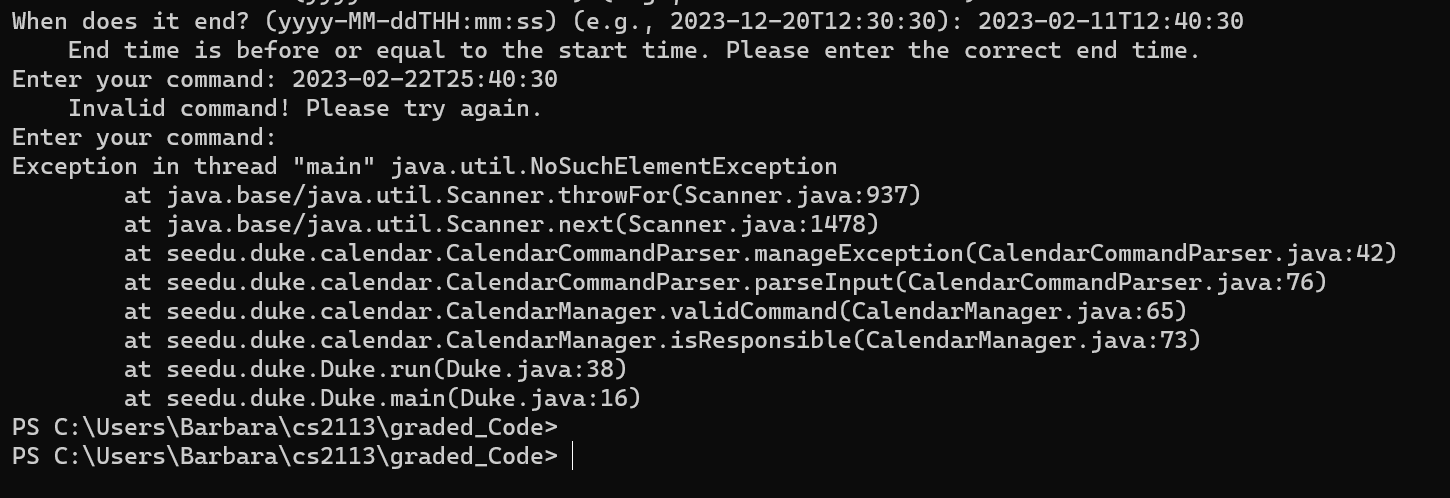 When does it end? (yyyy-MM-ddTHH:mm:ss) (e.g., 2023-12-20T12:30:30): 2023-02-11T12:40:30
    End time is before or equal to the start time. Please enter the correct end time.
Enter your command: 2023-02-22T25:40:30
    Invalid command! Please try again.
Enter your command:
Exception in thread "main" java.util.NoSuchElementException
        at java.base/java.util.Scanner.throwFor(Scanner.java:937)
        at java.base/java.util.Scanner.next(Scanner.java:1478)
        at seedu.duke.calendar.CalendarCommandParser.manageException(CalendarCommandParser.java:42)
        at seedu.duke.calendar.CalendarCommandParser.parseInput(CalendarCommandParser.java:76)
        at seedu.duke.calendar.CalendarManager.validCommand(CalendarManager.java:65)
        at seedu.duke.calendar.CalendarManager.isResponsible(CalendarManager.java:73)
        at seedu.duke.Duke.run(Duke.java:38)
        at seedu.duke.Duke.main(Duke.java:16)
PS C:\Users\Barbara\cs2113\graded_Code>
PS C:\Users\Barbara\cs2113\graded_Code>